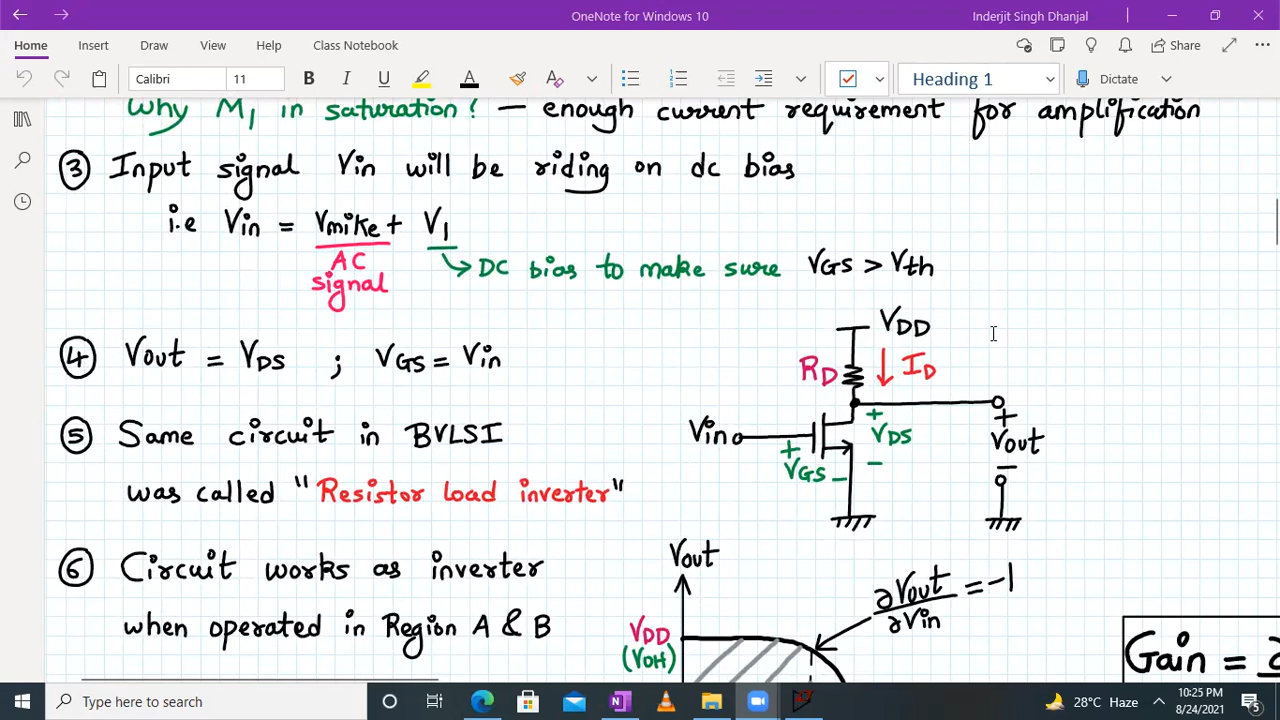 OneNote for Windows 10
Inderjit Singh Dhanjal
Home Insert Draw View Help Class Notebook
Share
Calibri 11 B I U A Heading 1 Dictate
Why M1 in saturation? — enough current requirement for amplification
③ Input signal Vin will be riding on dc bias
i.e Vin = Vmike + V1
AC signal
↳ DC bias to make sure VGS > Vth
④ Vout = VDS ; VGS = Vin
⑤ Same circuit in BVLSI
was called "Resistor load inverter"
⑥ Circuit works as inverter
when operated in Region A & B
VDD
RD ↓ ID
Vin
+ VGS −
+ VDS −
+ Vout −
Vout
VDD
(VOH)
∂Vout/∂Vin = −1
Gain =
Type here to search
28°C Haze
10:25 PM
8/24/2021
5